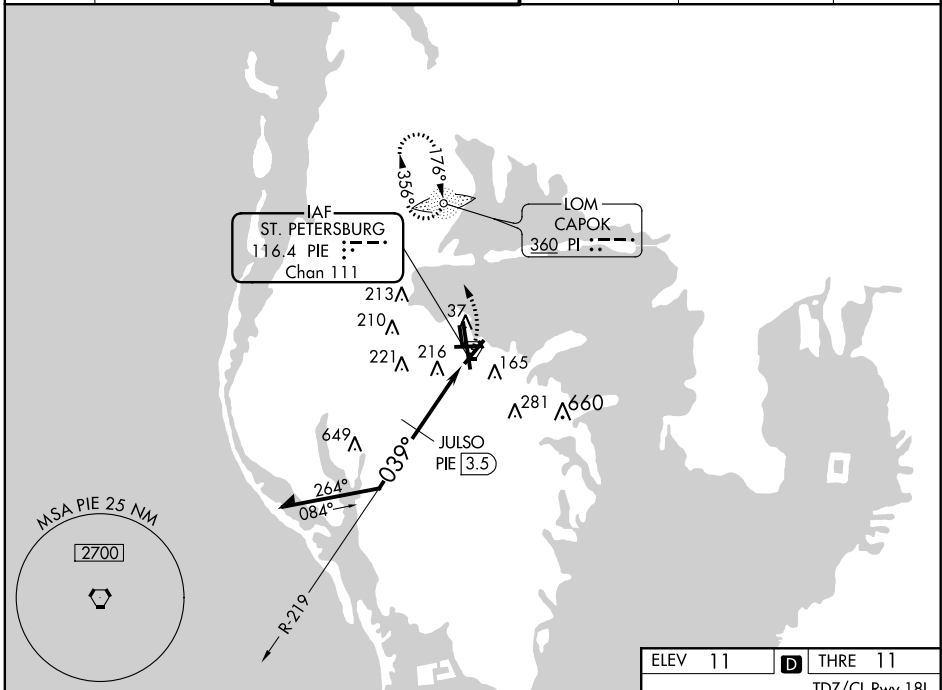 176°
356°
IAF
ST. PETERSBURG
116.4 PIE
Chan 111
LOM
CAPOK
360 PI
213
210
37
221
216
165
281
660
649
JULSO
PIE 3.5
039°
264°
084°
MSA PIE 25 NM
2700
R-219
ELEV 11 D THRE 11
TDZ/CL Rwy 18L